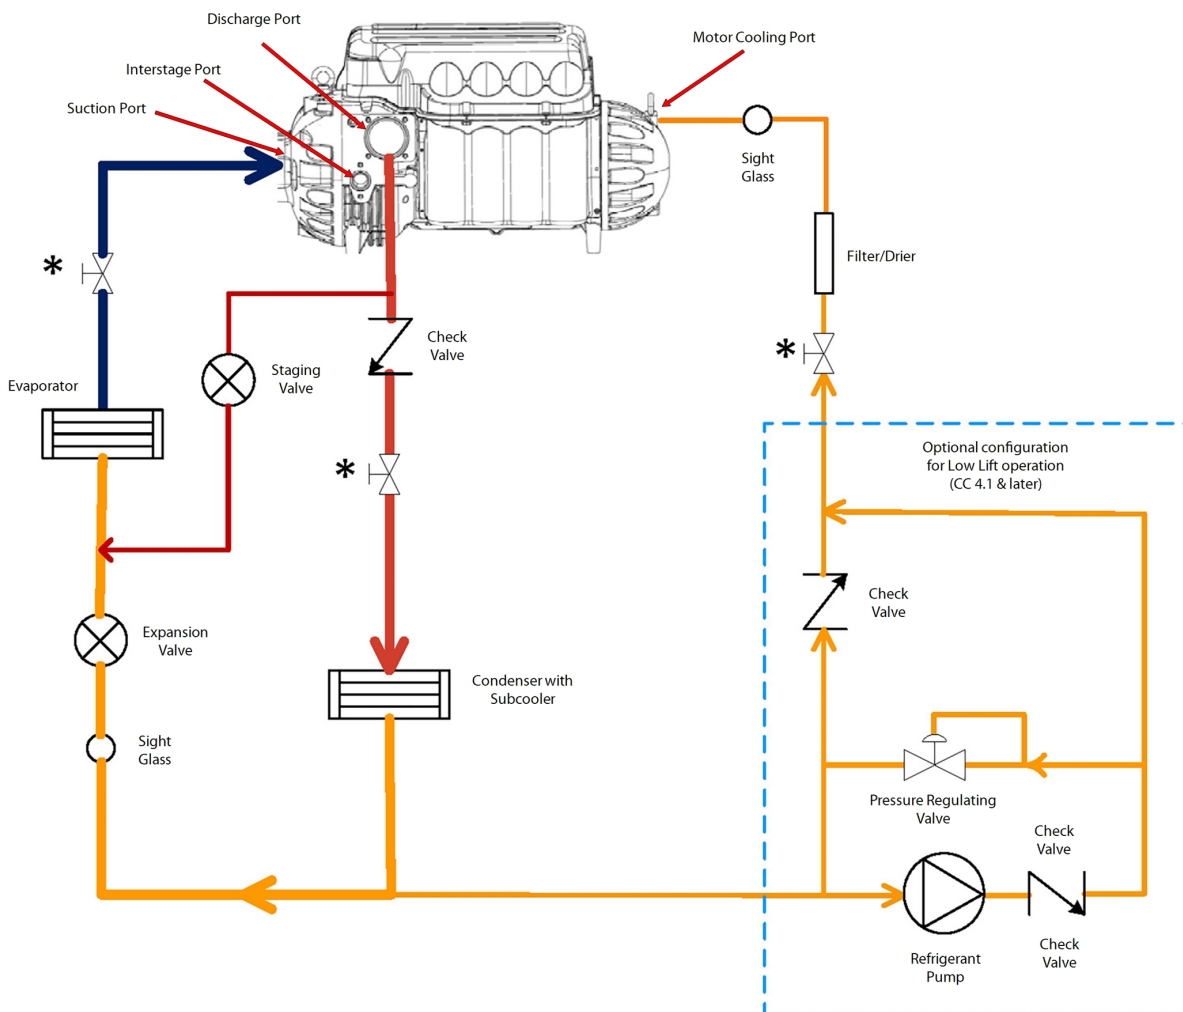 Discharge Port
Motor Cooling Port
Interstage Port
Suction Port
Sight
Glass
*
Filter/Drier
Check
Valve
*
Staging
Valve
Evaporator
*
Optional configuration
for Low Lift operation
(CC 4.1 & later)
Check
Valve
Expansion
Valve
Condenser with
Subcooler
Sight
Glass
Pressure Regulating
Valve
Check
Valve
Refrigerant
Pump
Check
Valve